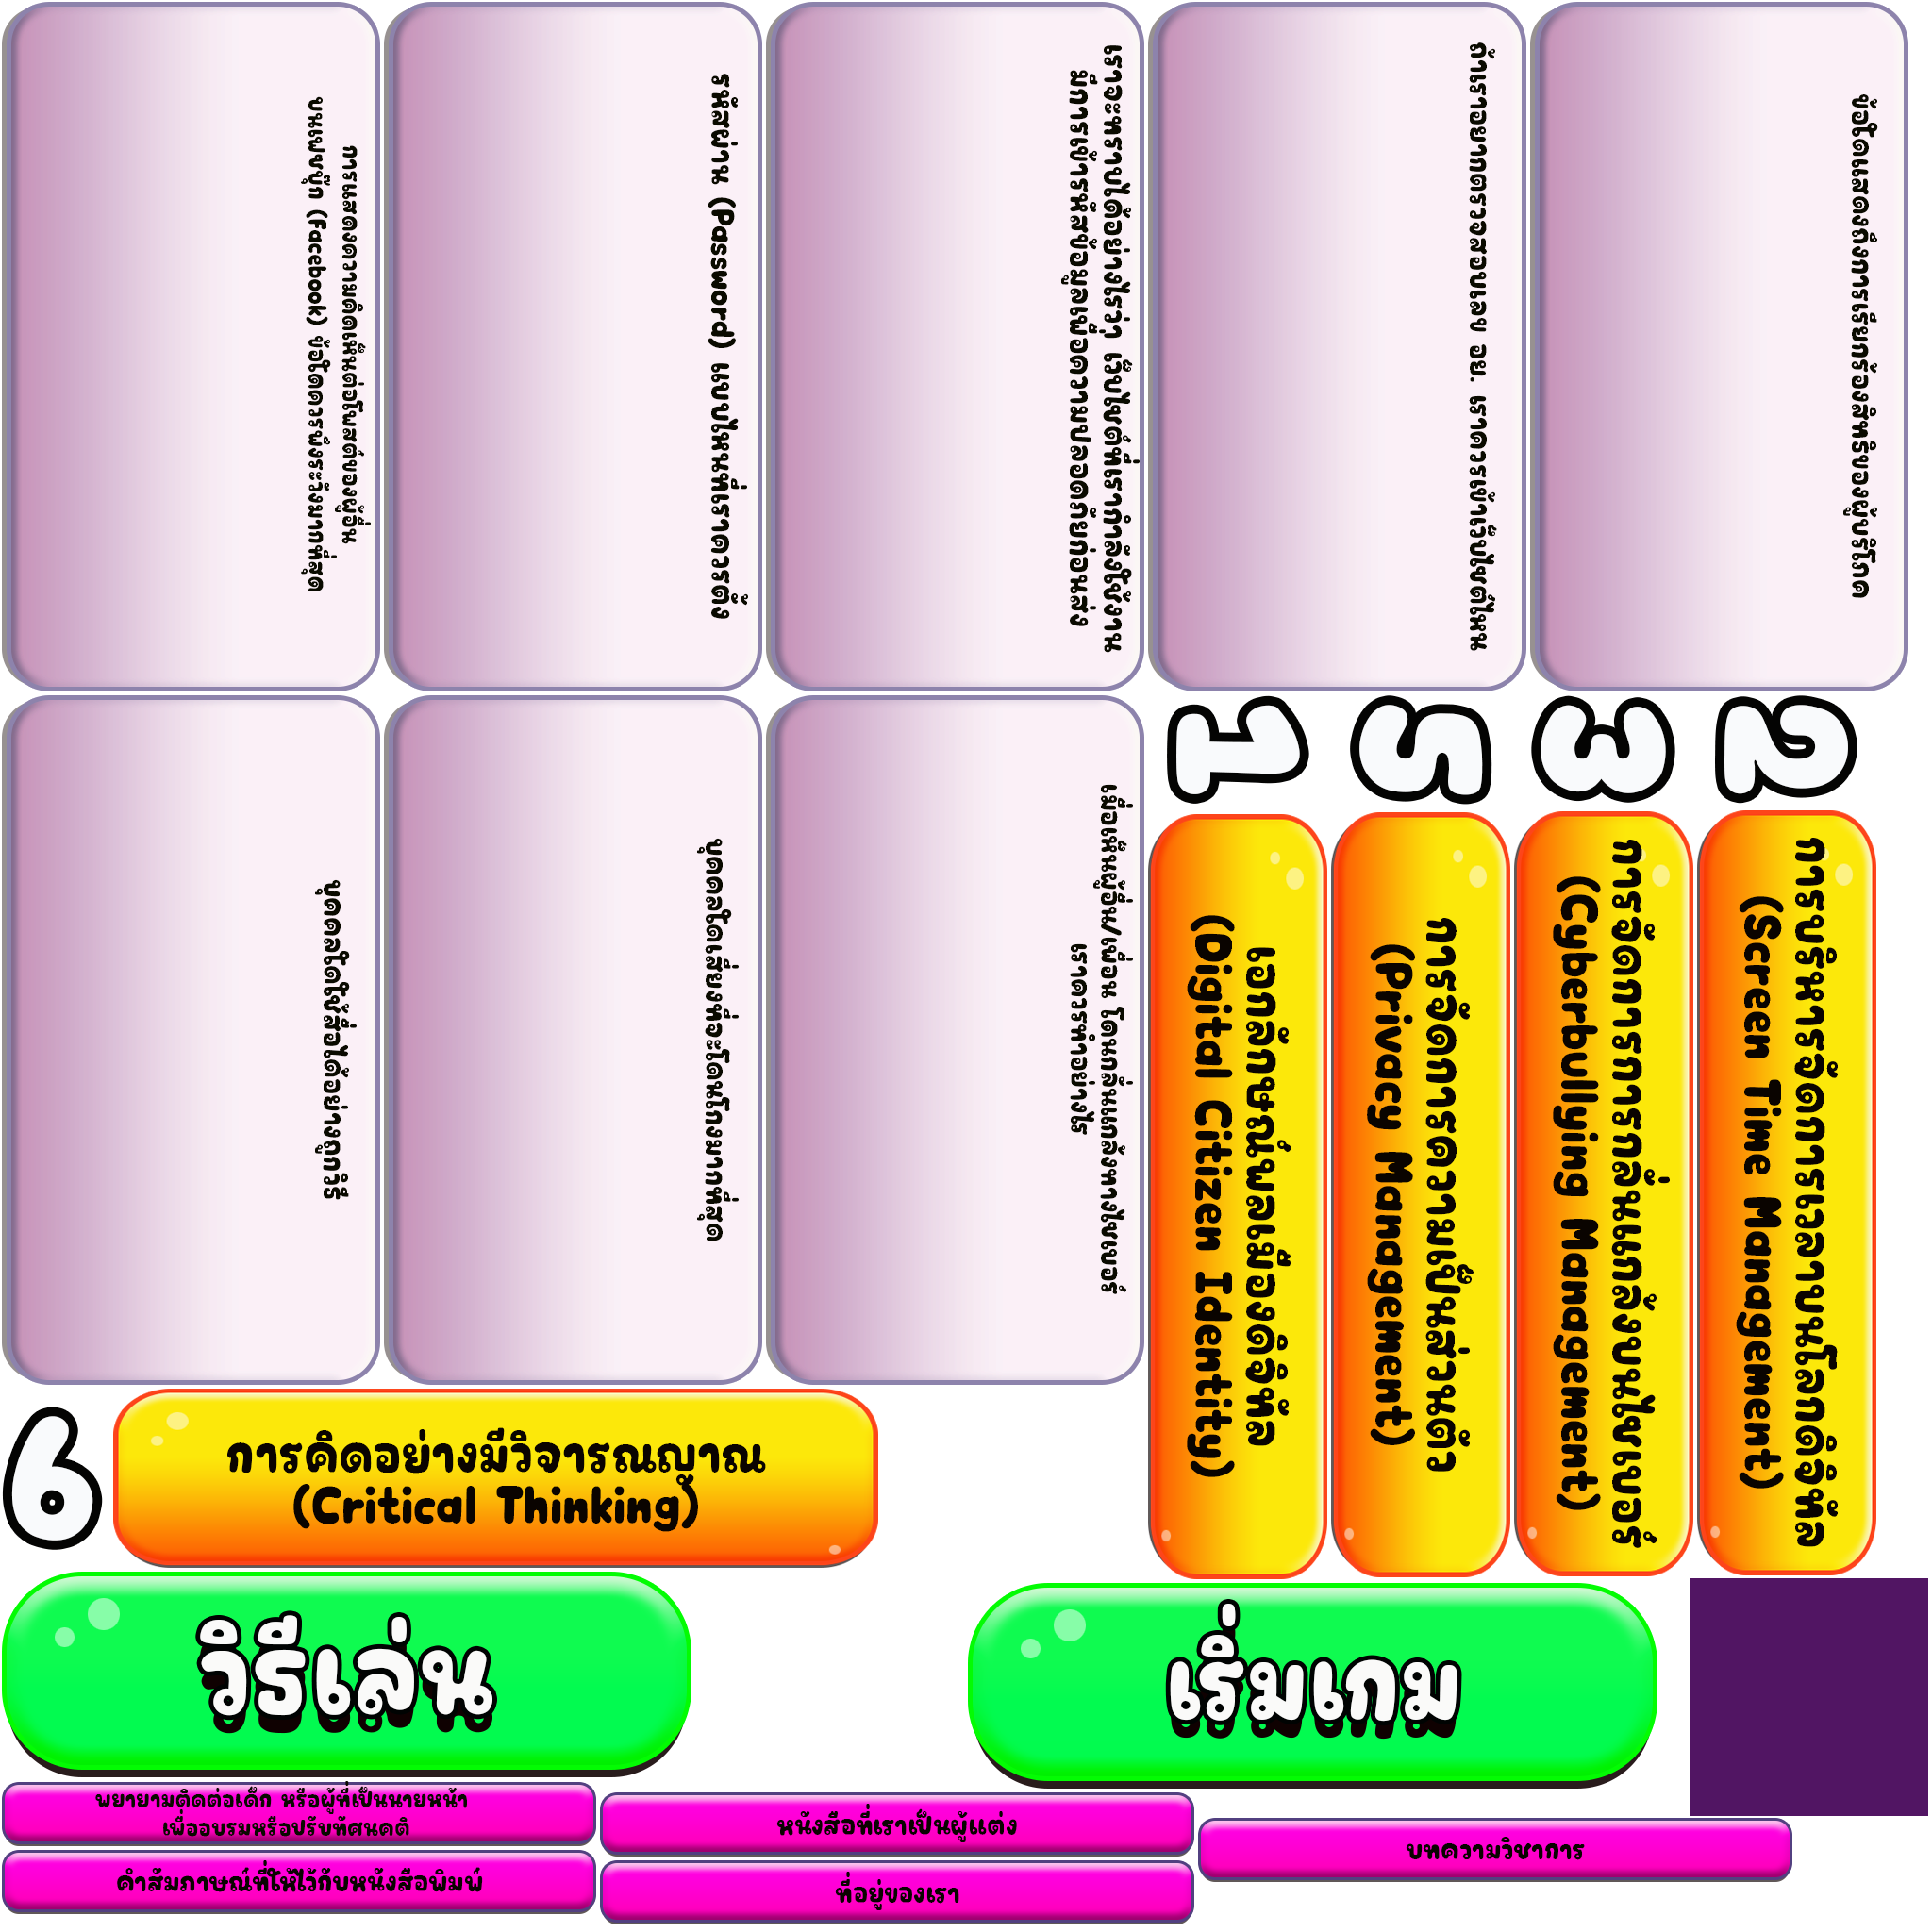 การแสดงความคิดเห็นต่อโพสต์ของผู้อื่น
บนเฟซบุ๊ก (Facebook) ข้อใดควรพึงระวังมากที่สุด
รหัสผ่าน (Password) แบบไหนที่เราควรตั้ง
เราจะทราบได้อย่างไรว่า เว็บไซต์ที่เรากำลังใช้งาน
มีการเข้ารหัสข้อมูลเพื่อความปลอดภัยก่อนส่ง
ถ้าเราอยากตรวจสอบเลข อย. เราควรเข้าเว็บไซต์ไหน
ข้อใดแสดงถึงการเรียกร้องสิทธิของผู้บริโภค
บุคคลใดใช้สื่อได้อย่างถูกวิธี
บุคคลใดเสี่ยงที่จะโดนโกงมากที่สุด
เมื่อเห็นผู้อื่น/เพื่อน โดนกลั่นแกล้งทางไซเบอร์
เราควรทำอย่างไร
1
เอกลักษณ์พลเมืองดิจิทัล
(Digital Citizen Identity)
5
การจัดการความเป็นส่วนตัว
(Privacy Management)
3
การจัดการการกลั่นแกล้งบนไซเบอร์
(Cyberbullying Management)
2
การบริหารจัดการเวลาบนโลกดิจิทัล
(Screen Time Management)
6
การคิดอย่างมีวิจารณญาณ
(Critical Thinking)
วิธีเล่น
เริ่มเกม
พยายามติดต่อเด็ก หรือผู้ที่เป็นนายหน้า
เพื่ออบรมหรือปรับทัศนคติ
หนังสือที่เราเป็นผู้แต่ง
บทความวิชาการ
คำสัมภาษณ์ที่ให้ไว้กับหนังสือพิมพ์
ที่อยู่ของเรา